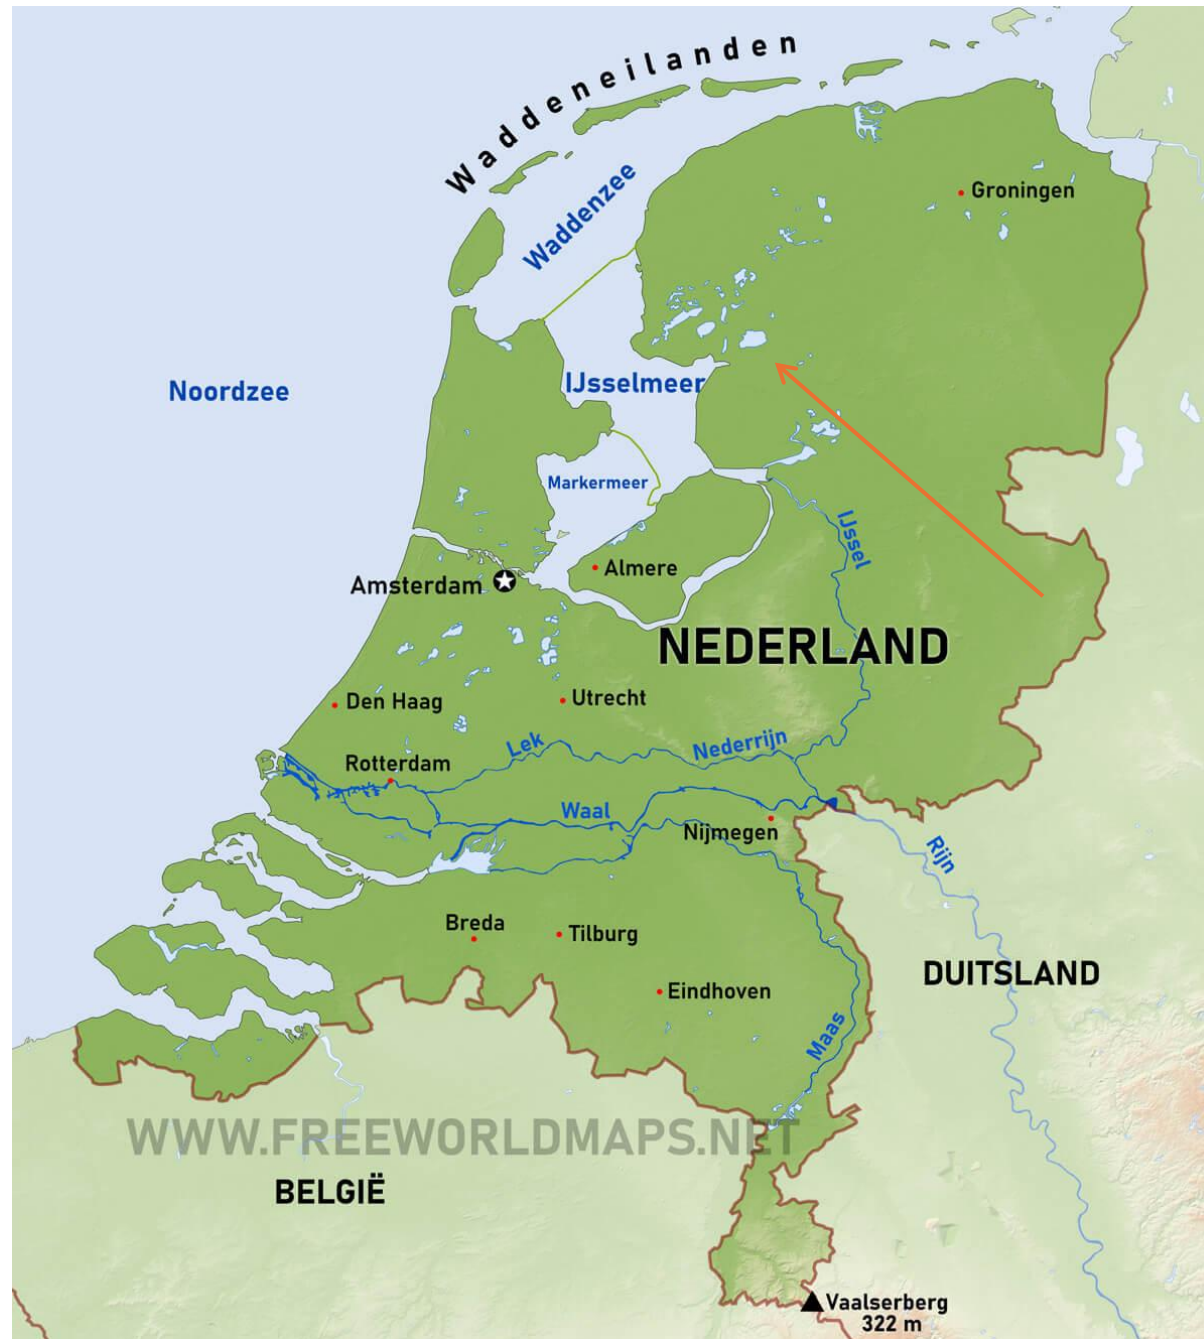 Waddeneilanden
Waddenzee
Groningen
Noordzee
IJsselmeer
Markermeer
IJssel
Almere
Amsterdam
NEDERLAND
Den Haag
Utrecht
Lek
Nederrijn
Rotterdam
Waal
Nijmegen
Rijn
Breda
Tilburg
DUITSLAND
Eindhoven
Maas
WWW.FREEWORLDMAPS.NET
BELGIË
Vaalserberg
322 m